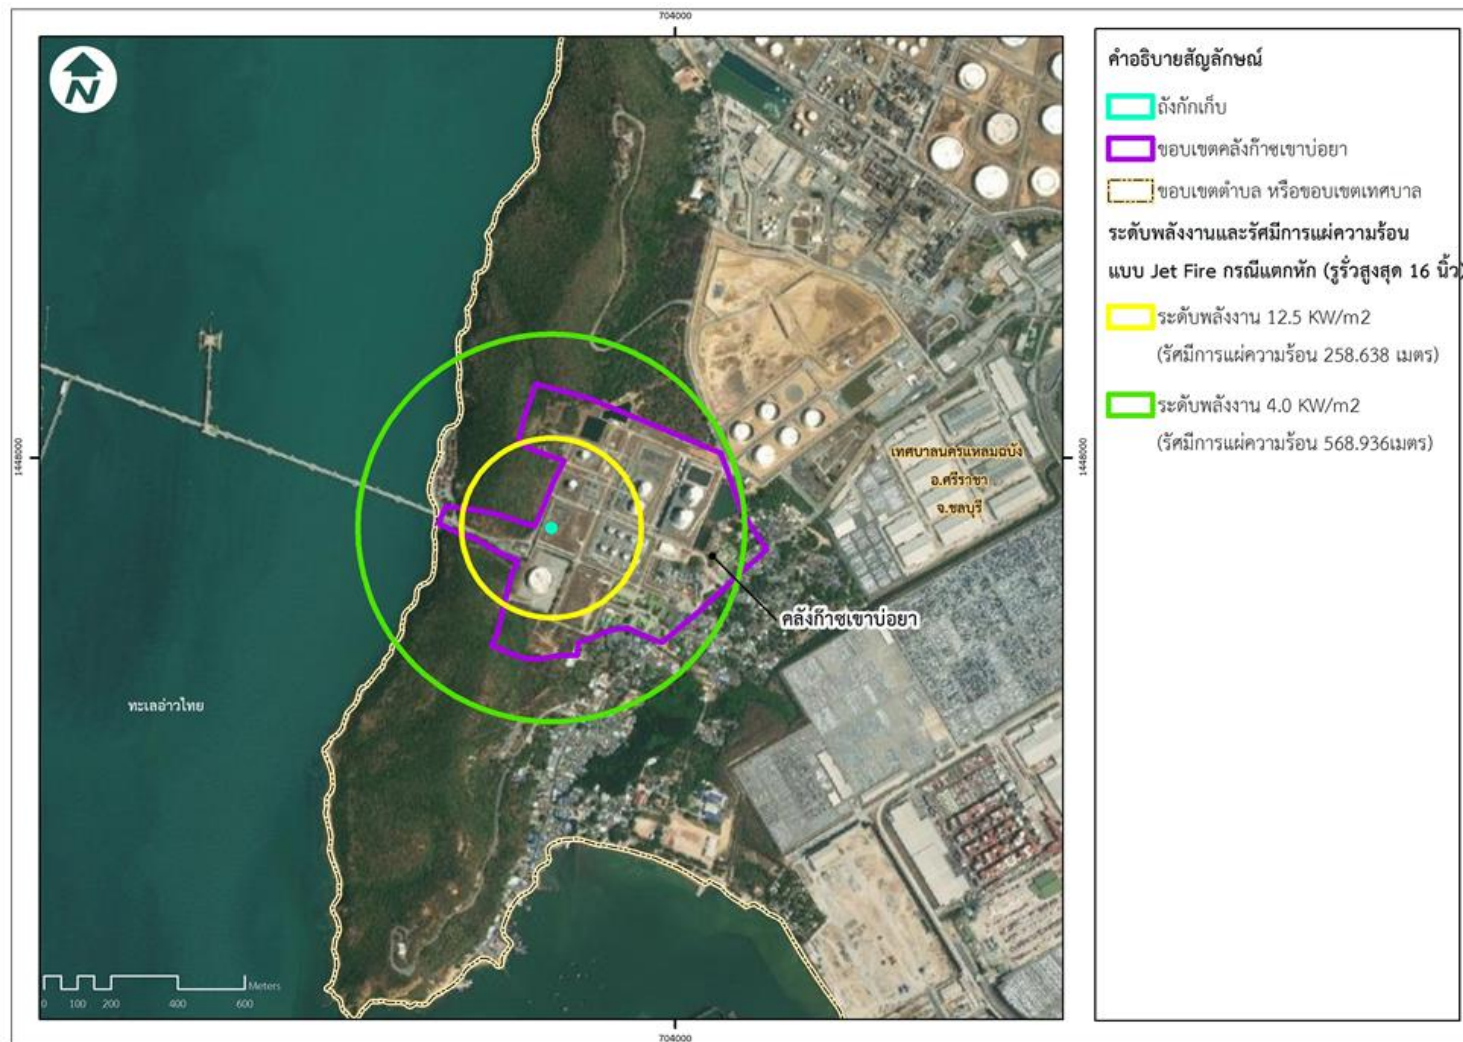 704000
N
1448000
1448000
เทศบาลนครแหลมฉบัง
อ.ศรีราชา
จ.ชลบุรี
คลังก๊าซเขาบ่อยา
ทะเลอ่าวไทย
Meters
0 100 200 400 600
704000
คำอธิบายสัญลักษณ์
ถังกักเก็บ
ขอบเขตคลังก๊าซเขาบ่อยา
ขอบเขตตำบล หรือขอบเขตเทศบาล
ระดับพลังงานและรัศมีการแผ่ความร้อน
แบบ Jet Fire กรณีแตกหัก (รูรั่วสูงสุด 16 นิ้ว)
ระดับพลังงาน 12.5 KW/m2
(รัศมีการแผ่ความร้อน 258.638 เมตร)
ระดับพลังงาน 4.0 KW/m2
(รัศมีการแผ่ความร้อน 568.936เมตร)